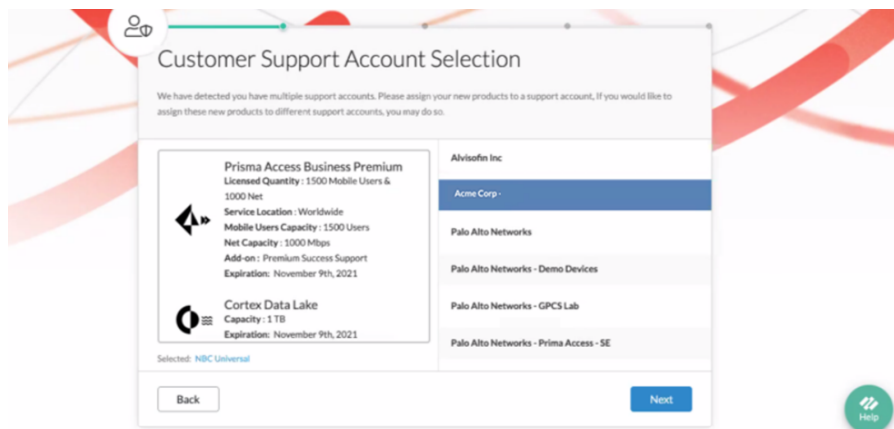 Customer Support Account Selection
We have detected you have multiple support accounts. Please assign your new products to a support account, if you would like to
assign these new products to different support accounts, you may do so.
Prisma Access Business Premium
Licensed Quantity : 1500 Mobile Users &
1000 Net
Service Location : Worldwide
Mobile Users Capacity : 1500 Users
Net Capacity : 1000 Mbps
Add-on : Premium Success Support
Expiration: November 9th, 2021
Cortex Data Lake
Capacity : 1 TB
Expiration: November 9th, 2021
Selected: NBC Universal
Alvisofin Inc
Acme Corp -
Palo Alto Networks
Palo Alto Networks - Demo Devices
Palo Alto Networks - GPCS Lab
Palo Alto Networks - Prima Access - SE
Back
Next
Help